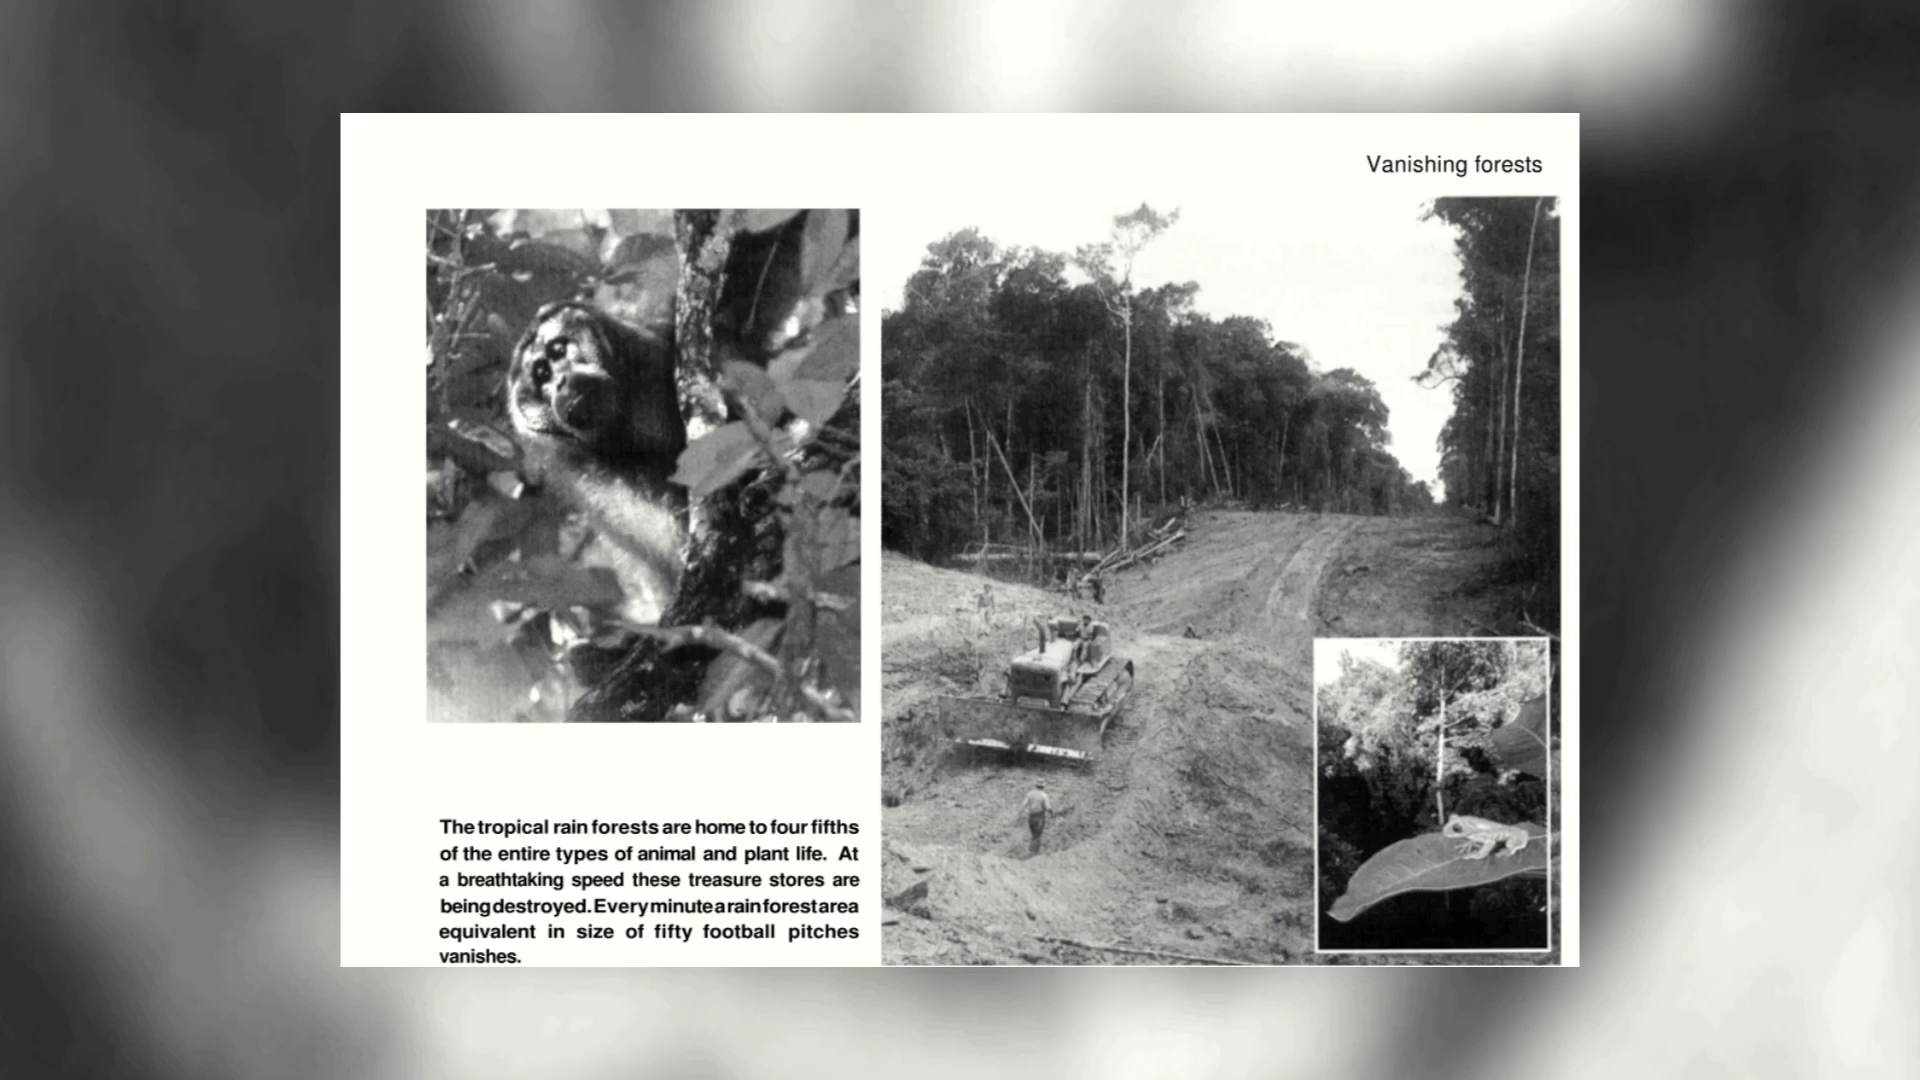 Vanishing forests
The tropical rain forests are home to four fifths
of the entire types of animal and plant life. At
a breathtaking speed these treasure stores are
being destroyed. Every minute a rain forest area
equivalent in size of fifty football pitches
vanishes.